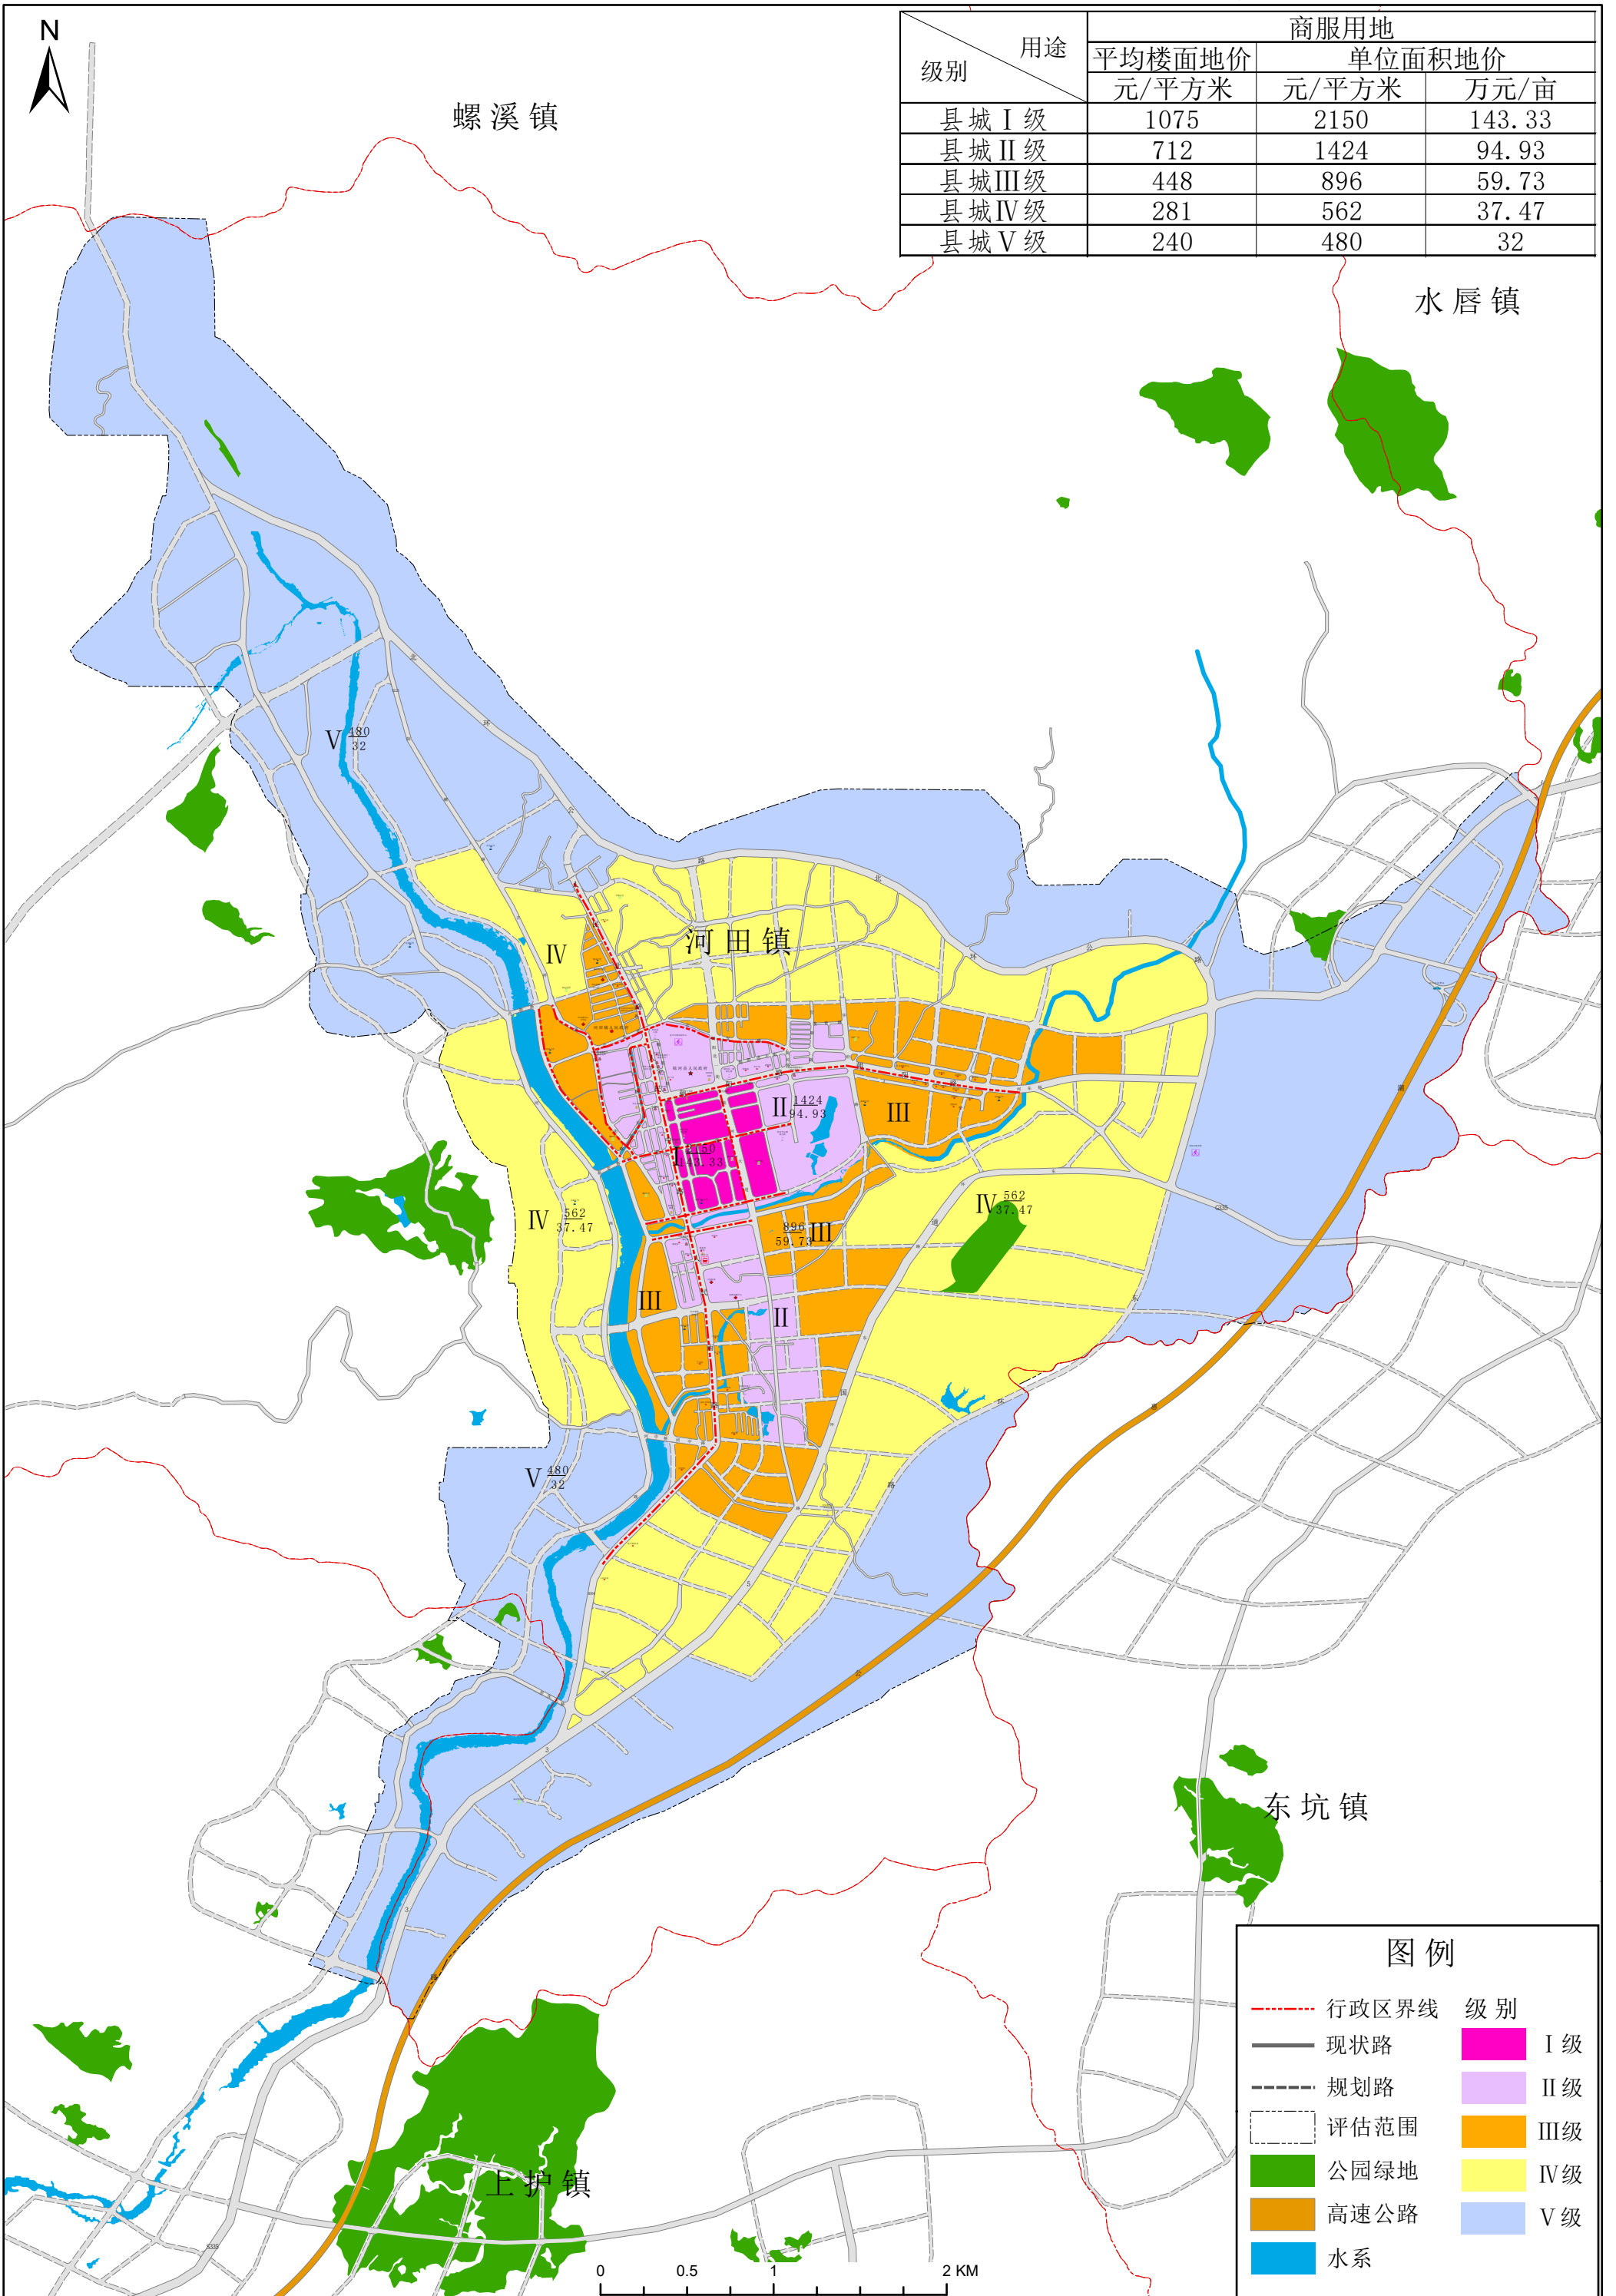 N
用途
级别
商服用地
平均楼面地价
单位面积地价
元/平方米
元/平方米
万元/亩
县城Ⅰ级 1075 2150 143.33
县城Ⅱ级 712 1424 94.93
县城Ⅲ级 448 896 59.73
县城Ⅳ级 281 562 37.47
县城Ⅴ级 240 480 32
螺溪镇
水唇镇
Ⅴ 480
32
Ⅳ
河田镇
Ⅱ 1424
94.93
Ⅲ
Ⅰ 2150
143.33
Ⅳ 562
37.47
Ⅳ 562
37.47
896
59.73 Ⅲ
Ⅲ
Ⅱ
Ⅴ 480
32
东坑镇
上护镇
图例
行政区界线
现状路
规划路
评估范围
公园绿地
高速公路
水系
级别
Ⅰ级
Ⅱ级
Ⅲ级
Ⅳ级
Ⅴ级
0 0.5 1 2 KM